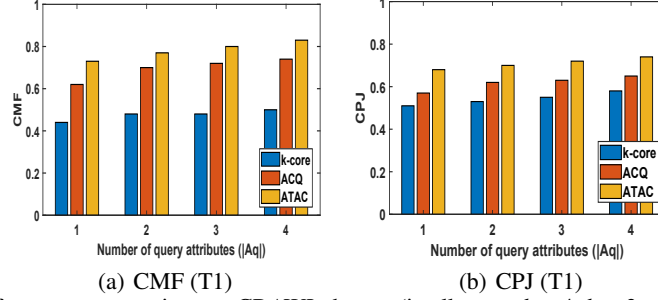 1
0.8
0.6
0.4
0.2
0
CMF
1 2 3 4
Number of query attributes (|Aq|)
k-core
ACQ
ATAC
(a) CMF (T1)
1
0.8
0.6
0.4
0.2
0
CPJ
1 2 3 4
Number of query attributes (|Aq|)
k-core
ACQ
ATAC
(b) CPJ (T1)